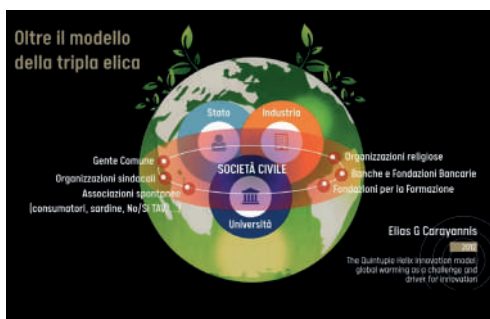 Oltre il modello
della tripla elica
Stato
Industria
Gente Comune
Organizzazioni sindacali
Associazioni spontanee
(consumatori, sardine, No/Si TAV, ...)
SOCIETÀ CIVILE
Organizzazioni religiose
Banche e Fondazioni Bancarie
Fondazioni per la Formazione
Università
Elias G Carayannis
2012
The Quintuple Helix innovation model:
global warming as a challenge and
driver for innovation